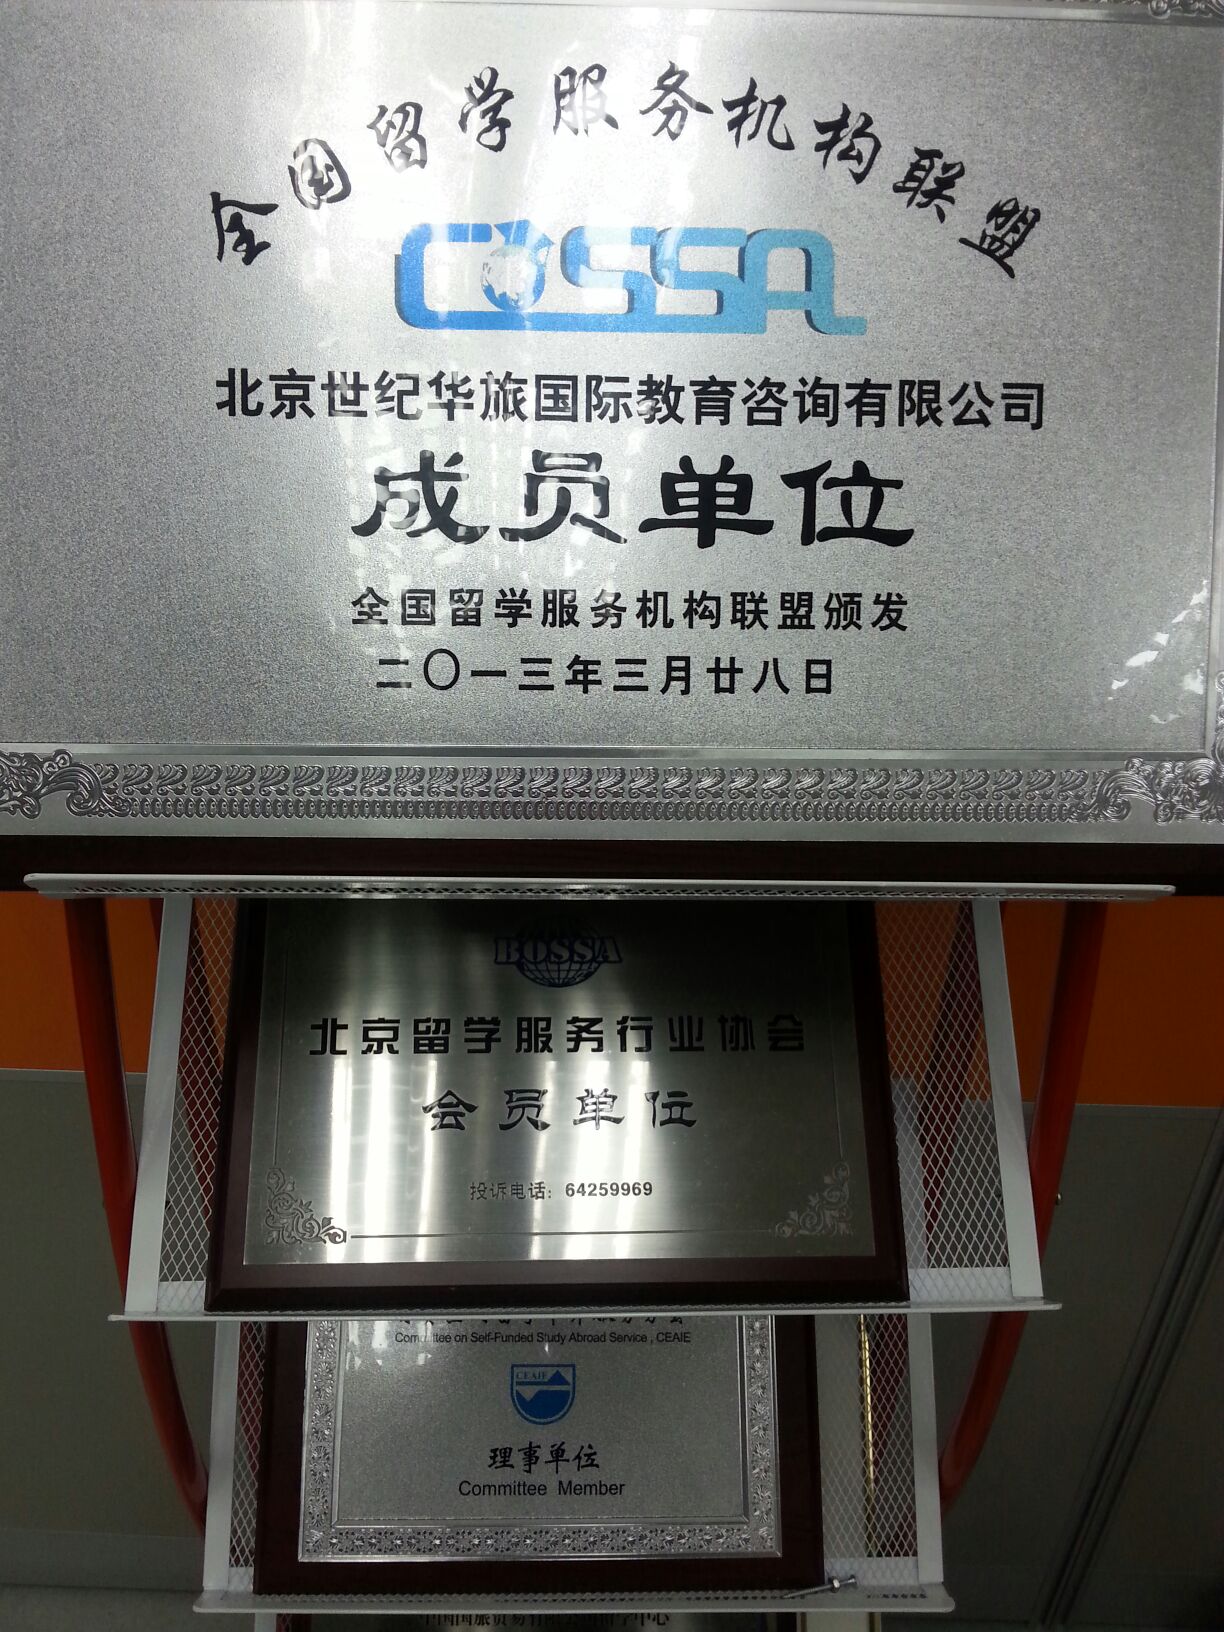 全国留学服务机构联盟
COSSA
北京世纪华旅国际教育咨询有限公司
成员单位
全国留学服务机构联盟颁发
二〇一三年三月廿八日
BOSSA
北京留学服务行业协会
会员单位
投诉电话：64259969
Committee on Self-Funded Study Abroad Service , CEAIE
CEAIE
理事单位
Committee Member